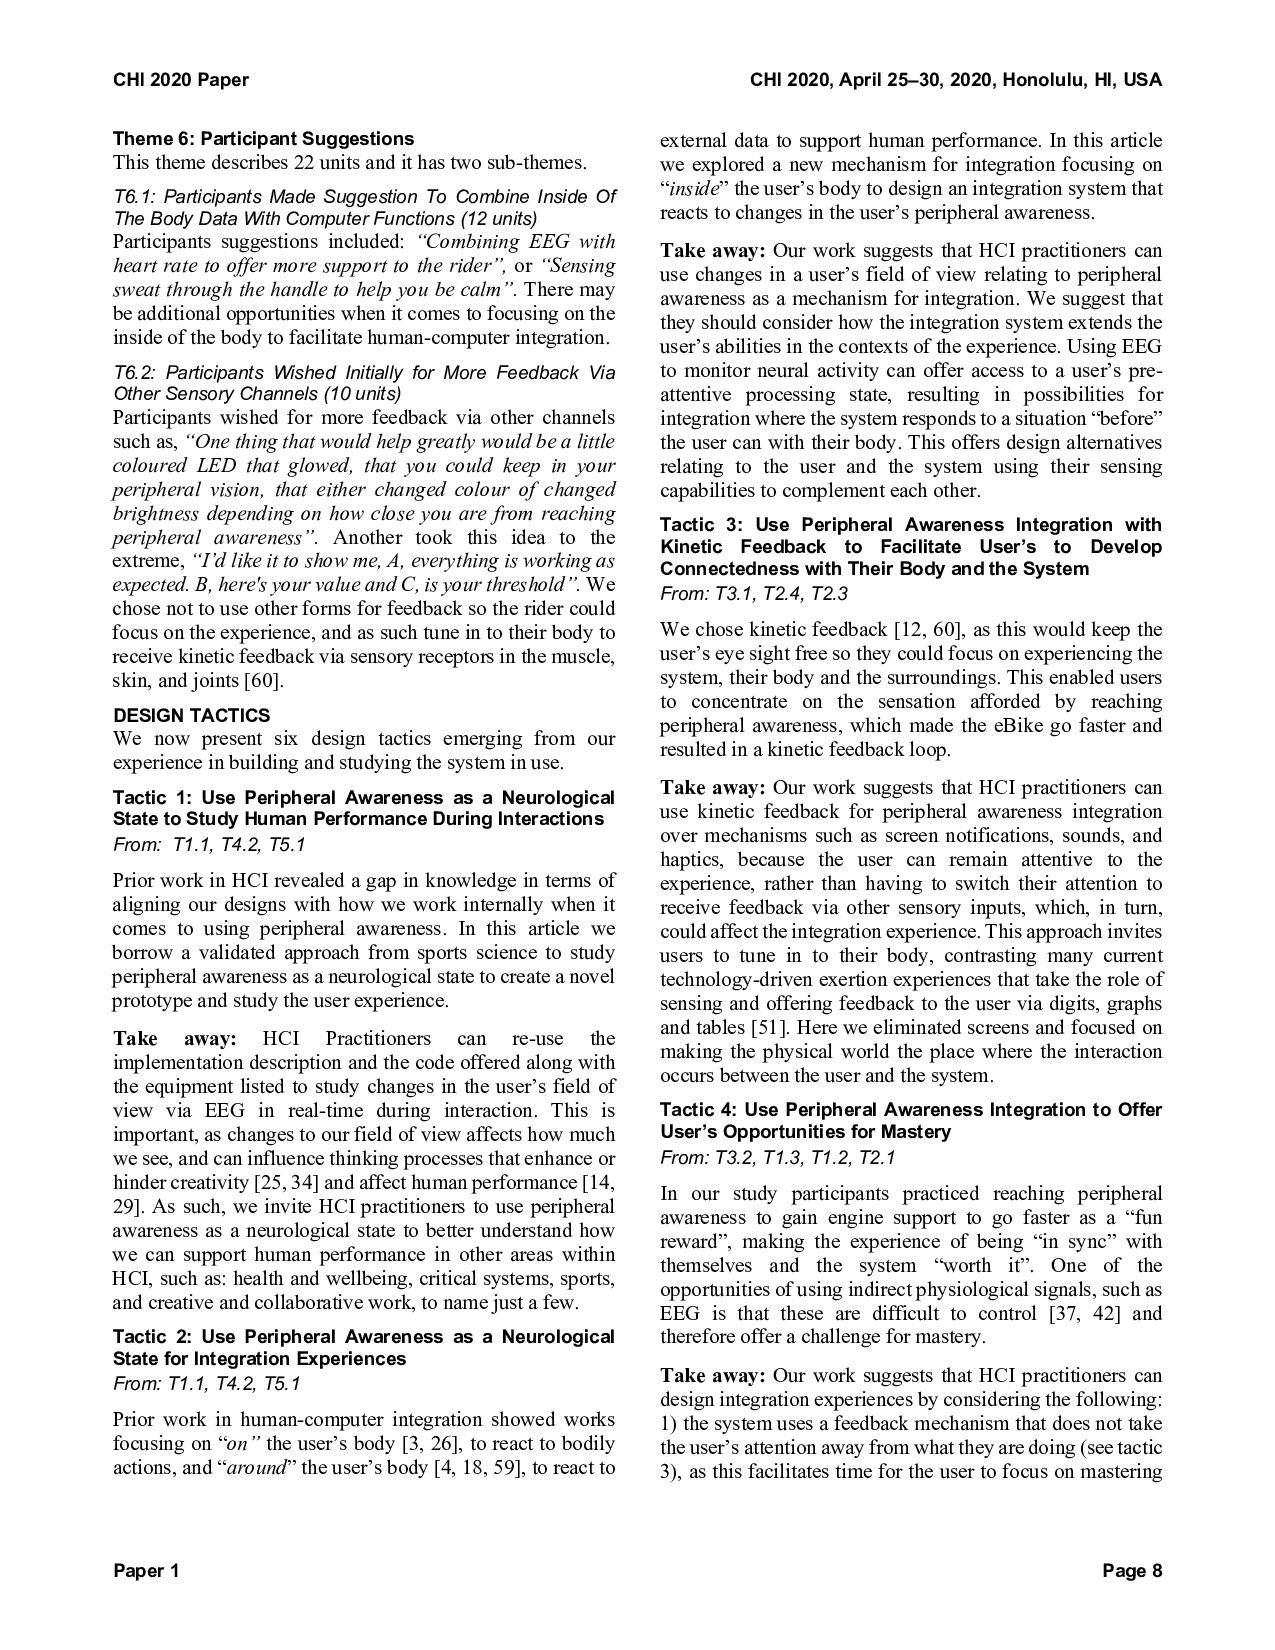 CHI 2020 Paper
CHI 2020, April 25–30, 2020, Honolulu, HI, USA
Theme 6: Participant Suggestions
This theme describes 22 units and it has two sub-themes.
T6.1: Participants Made Suggestion To Combine Inside Of
The Body Data With Computer Functions (12 units)
Participants suggestions included: “Combining EEG with
heart rate to offer more support to the rider”, or “Sensing
sweat through the handle to help you be calm”. There may
be additional opportunities when it comes to focusing on the
inside of the body to facilitate human-computer integration.
T6.2: Participants Wished Initially for More Feedback Via
Other Sensory Channels (10 units)
Participants wished for more feedback via other channels
such as, “One thing that would help greatly would be a little
coloured LED that glowed, that you could keep in your
peripheral vision, that either changed colour of changed
brightness depending on how close you are from reaching
peripheral awareness”. Another took this idea to the
extreme, “I’d like it to show me, A, everything is working as
expected. B, here's your value and C, is your threshold”. We
chose not to use other forms for feedback so the rider could
focus on the experience, and as such tune in to their body to
receive kinetic feedback via sensory receptors in the muscle,
skin, and joints [60].
DESIGN TACTICS
We now present six design tactics emerging from our
experience in building and studying the system in use.
Tactic 1: Use Peripheral Awareness as a Neurological
State to Study Human Performance During Interactions
From: T1.1, T4.2, T5.1
Prior work in HCI revealed a gap in knowledge in terms of
aligning our designs with how we work internally when it
comes to using peripheral awareness. In this article we
borrow a validated approach from sports science to study
peripheral awareness as a neurological state to create a novel
prototype and study the user experience.
Take away: HCI Practitioners can re-use the
implementation description and the code offered along with
the equipment listed to study changes in the user’s field of
view via EEG in real-time during interaction. This is
important, as changes to our field of view affects how much
we see, and can influence thinking processes that enhance or
hinder creativity [25, 34] and affect human performance [14,
29]. As such, we invite HCI practitioners to use peripheral
awareness as a neurological state to better understand how
we can support human performance in other areas within
HCI, such as: health and wellbeing, critical systems, sports,
and creative and collaborative work, to name just a few.
Tactic 2: Use Peripheral Awareness as a Neurological
State for Integration Experiences
From: T1.1, T4.2, T5.1
Prior work in human-computer integration showed works
focusing on “on” the user’s body [3, 26], to react to bodily
actions, and “around” the user’s body [4, 18, 59], to react to
external data to support human performance. In this article
we explored a new mechanism for integration focusing on
“inside” the user’s body to design an integration system that
reacts to changes in the user’s peripheral awareness.
Take away: Our work suggests that HCI practitioners can
use changes in a user’s field of view relating to peripheral
awareness as a mechanism for integration. We suggest that
they should consider how the integration system extends the
user’s abilities in the contexts of the experience. Using EEG
to monitor neural activity can offer access to a user’s pre-
attentive processing state, resulting in possibilities for
integration where the system responds to a situation “before”
the user can with their body. This offers design alternatives
relating to the user and the system using their sensing
capabilities to complement each other.
Tactic 3: Use Peripheral Awareness Integration with
Kinetic Feedback to Facilitate User’s to Develop
Connectedness with Their Body and the System
From: T3.1, T2.4, T2.3
We chose kinetic feedback [12, 60], as this would keep the
user’s eye sight free so they could focus on experiencing the
system, their body and the surroundings. This enabled users
to concentrate on the sensation afforded by reaching
peripheral awareness, which made the eBike go faster and
resulted in a kinetic feedback loop.
Take away: Our work suggests that HCI practitioners can
use kinetic feedback for peripheral awareness integration
over mechanisms such as screen notifications, sounds, and
haptics, because the user can remain attentive to the
experience, rather than having to switch their attention to
receive feedback via other sensory inputs, which, in turn,
could affect the integration experience. This approach invites
users to tune in to their body, contrasting many current
technology-driven exertion experiences that take the role of
sensing and offering feedback to the user via digits, graphs
and tables [51]. Here we eliminated screens and focused on
making the physical world the place where the interaction
occurs between the user and the system.
Tactic 4: Use Peripheral Awareness Integration to Offer
User’s Opportunities for Mastery
From: T3.2, T1.3, T1.2, T2.1
In our study participants practiced reaching peripheral
awareness to gain engine support to go faster as a “fun
reward”, making the experience of being “in sync” with
themselves and the system “worth it”. One of the
opportunities of using indirect physiological signals, such as
EEG is that these are difficult to control [37, 42] and
therefore offer a challenge for mastery.
Take away: Our work suggests that HCI practitioners can
design integration experiences by considering the following:
1) the system uses a feedback mechanism that does not take
the user’s attention away from what they are doing (see tactic
3), as this facilitates time for the user to focus on mastering
Paper 1
Page 8